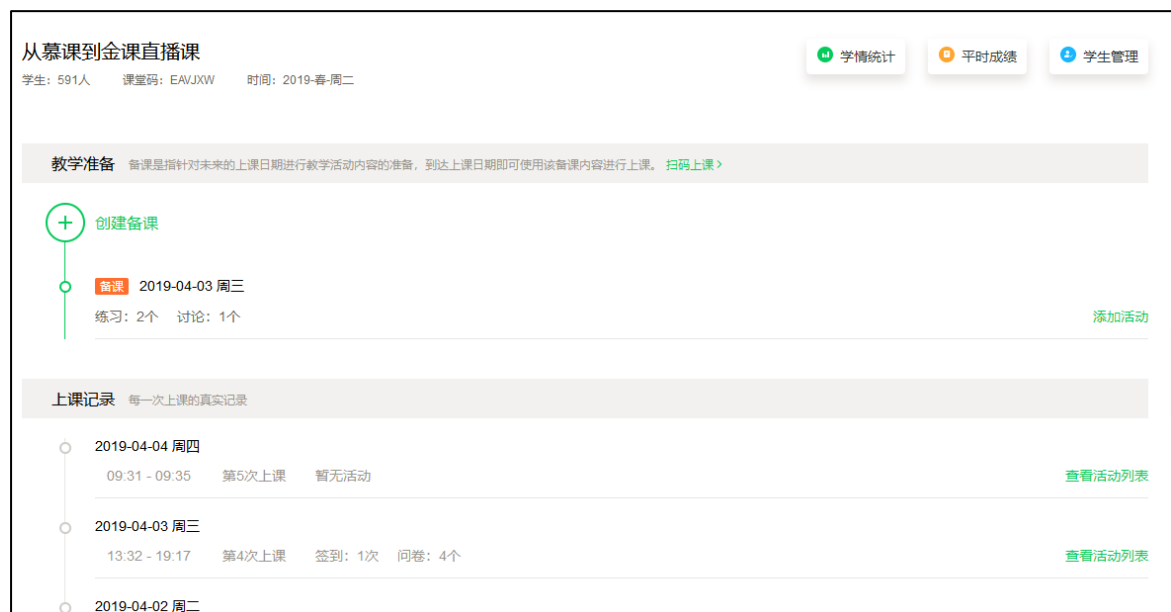 从慕课到金课直播课
学情统计 平时成绩 学生管理
学生：591人 课堂码：EAVJXW 时间：2019-春-周二
教学准备 备课是指针对未来的上课日期进行教学活动内容的准备，到达上课日期即可使用该备课内容进行上课。 扫码上课>
创建备课
备课 2019-04-03 周三
练习：2个 讨论：1个 添加活动
上课记录 每一次上课的真实记录
2019-04-04 周四
09:31 - 09:35 第5次上课 暂无活动 查看活动列表
2019-04-03 周三
13:32 - 19:17 第4次上课 签到：1次 问卷：4个 查看活动列表
2019-04-02 周二